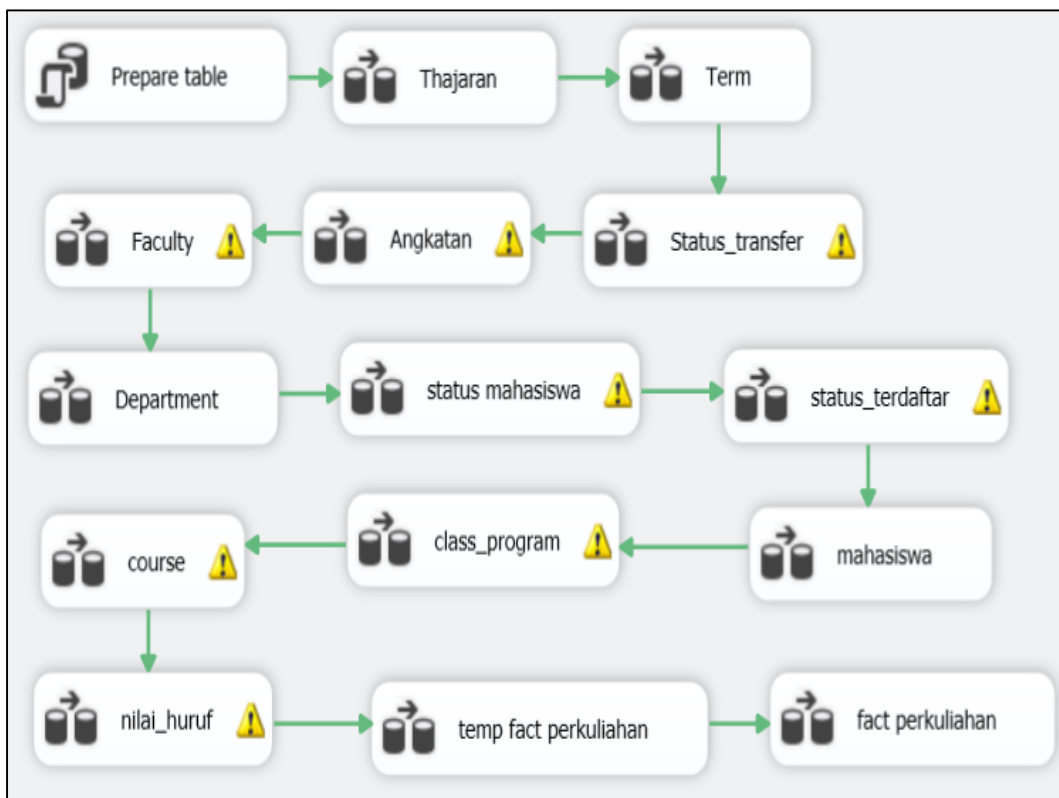 Prepare table
Thajaran
Term
Status_transfer
Angkatan
Faculty
Department
status mahasiswa
status_terdaftar
mahasiswa
class_program
course
nilai_huruf
temp fact perkuliahan
fact perkuliahan